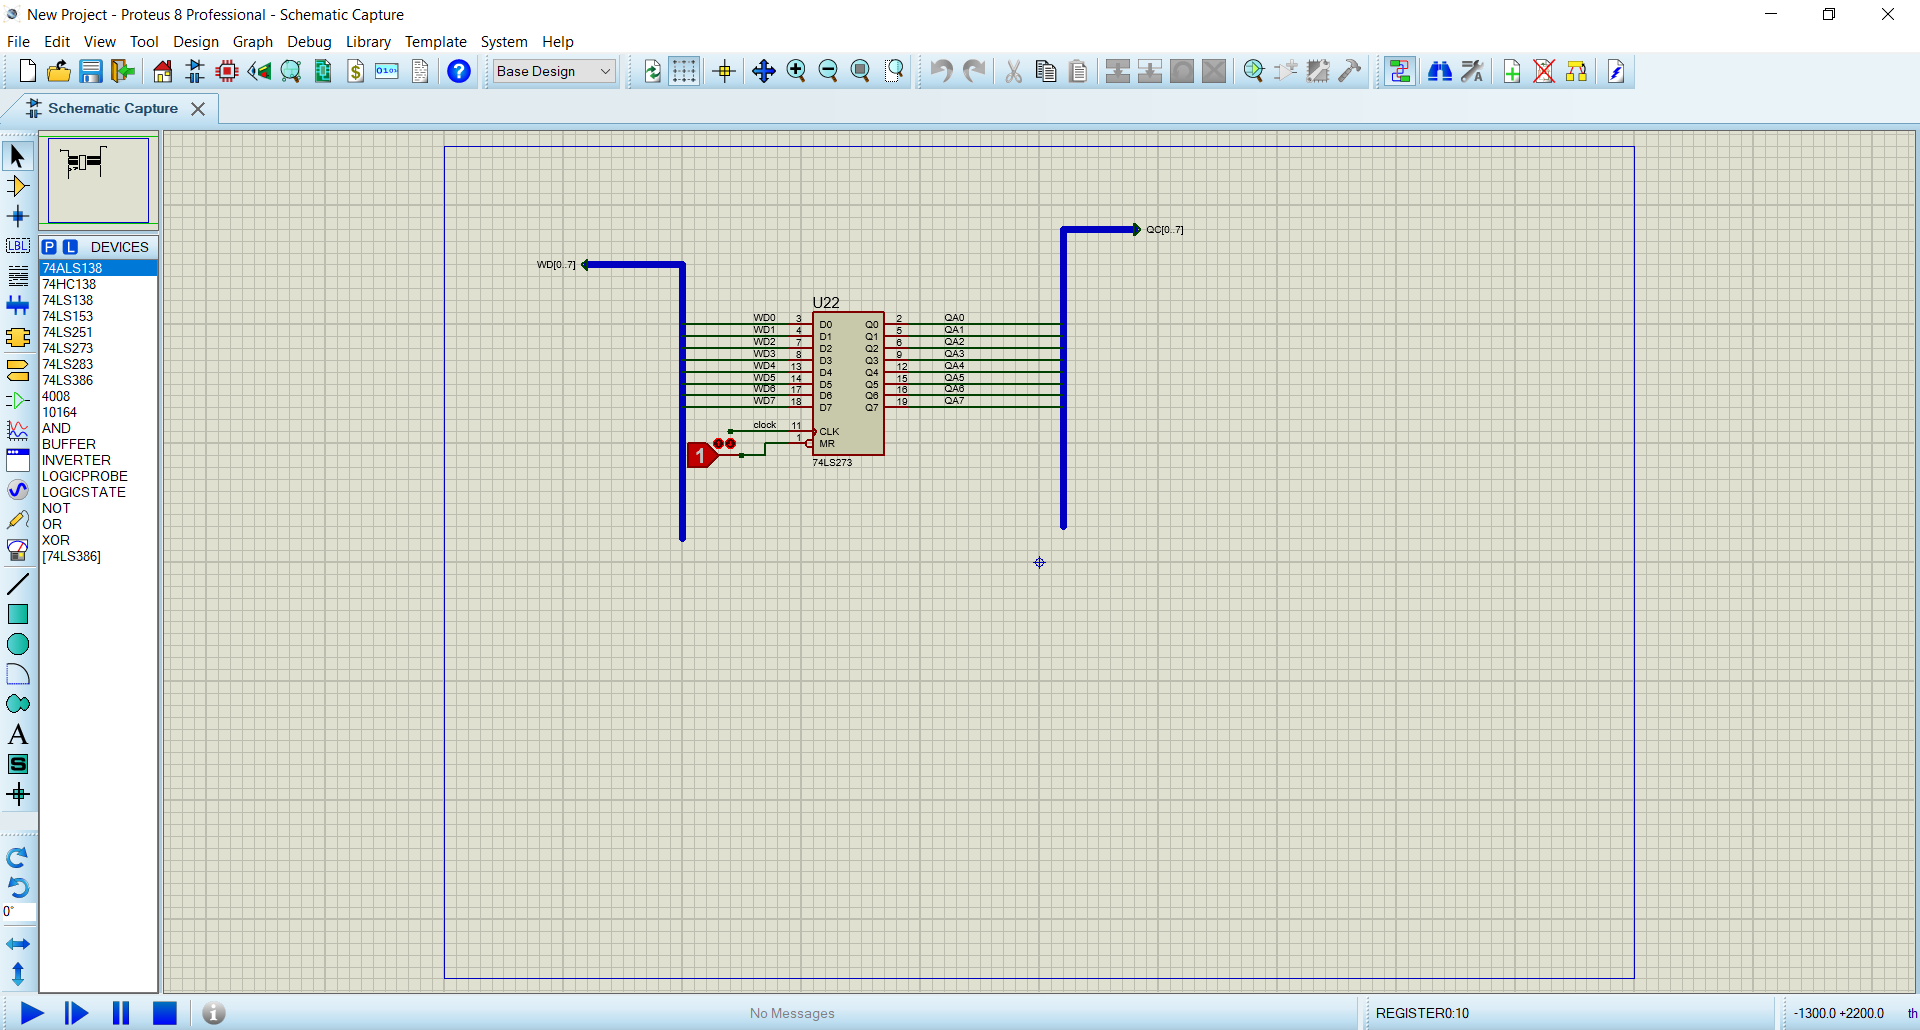 New Project - Proteus 8 Professional - Schematic Capture
File Edit View Tool Design Graph Debug Library Template System Help
$ 0101 ? Base Design
Schematic Capture
LBL
P L DEVICES
74ALS138
74HC138
74LS138
74LS153
74LS251
74LS273
74LS283
74LS386
4008
10164
AND
BUFFER
INVERTER
LOGICPROBE
LOGICSTATE
NOT
OR
XOR
[74LS386]
A
S
0°
QC[0..7]
WD[0..7]
U22
WD0 3 D0 Q0 2 QA0
WD1 4 D1 Q1 5 QA1
WD2 7 D2 Q2 6 QA2
WD3 8 D3 Q3 9 QA3
WD4 13 D4 Q4 12 QA4
WD5 14 D5 Q5 15 QA5
WD6 17 D6 Q6 16 QA6
WD7 18 D7 Q7 19 QA7
clock 11 CLK
1 MR
1
74LS273
No Messages
REGISTER0:10
-1300.0 +2200.0 th